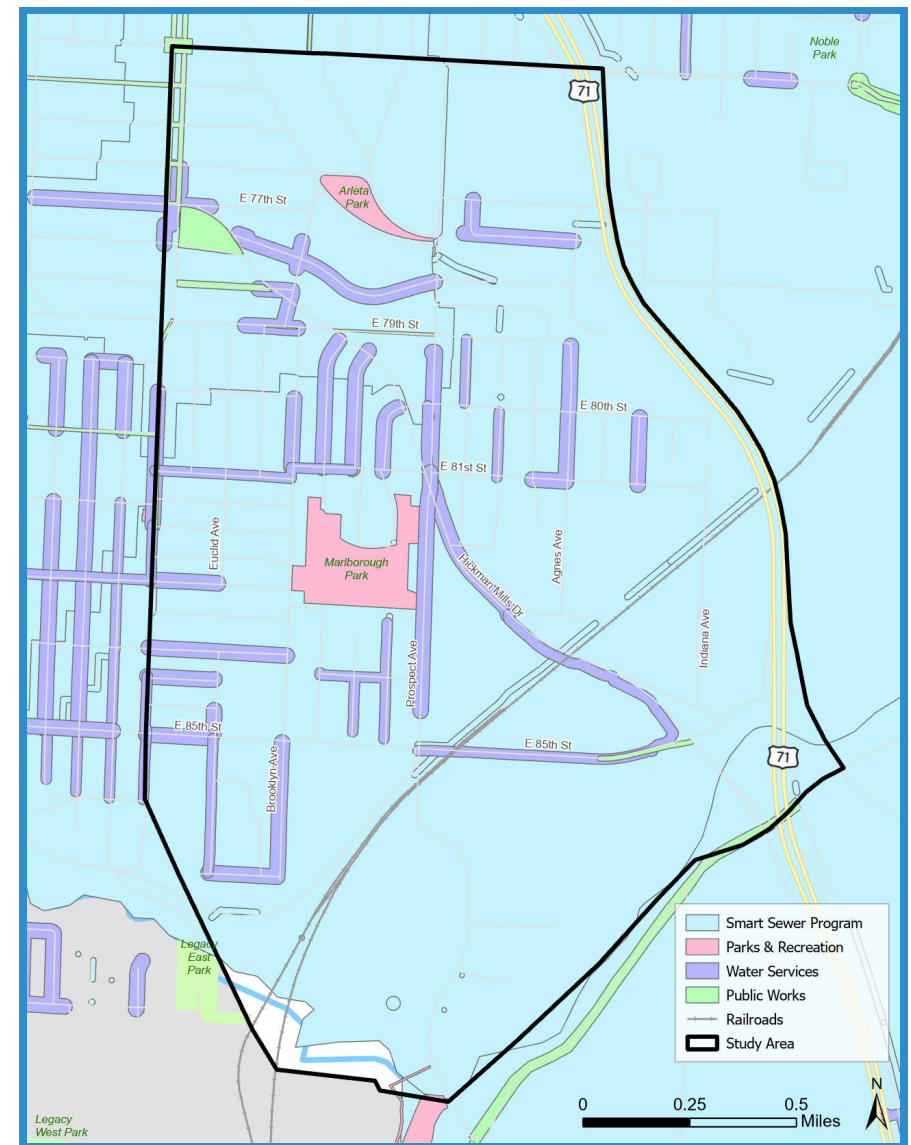 Noble
Park
71
Arleta
Park
E 77th St
E 79th St
E 80th St
E 81st St
Euclid Ave
Marlborough
Park
Hickman Mills Dr
Agnes Ave
Indiana Ave
Prospect Ave
E 85th St
E 85th St
71
Brooklyn Ave
Legacy
East
Park
Smart Sewer Program
Parks & Recreation
Water Services
Public Works
Railroads
Study Area
N
0 0.25 0.5
Miles
Legacy
West Park